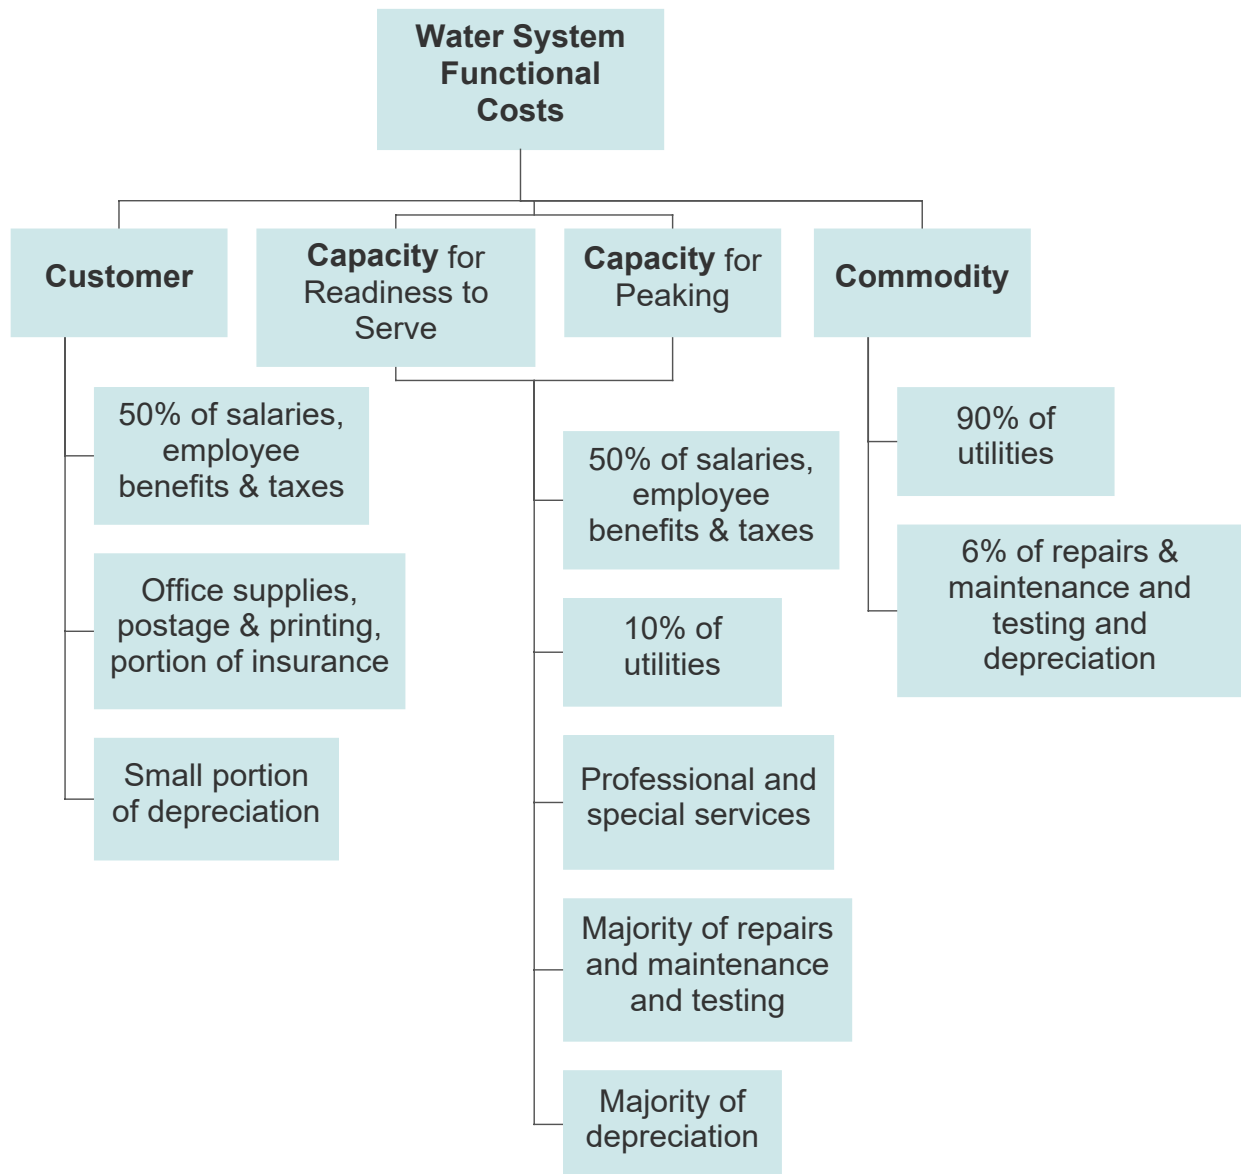 Water System
Functional
Costs
Customer
Capacity for
Readiness to
Serve
Capacity for
Peaking
Commodity
50% of salaries,
employee
benefits & taxes
Office supplies,
postage & printing,
portion of insurance
Small portion
of depreciation
50% of salaries,
employee
benefits & taxes
10% of
utilities
Professional and
special services
Majority of repairs
and maintenance
and testing
Majority of
depreciation
90% of
utilities
6% of repairs &
maintenance and
testing and
depreciation